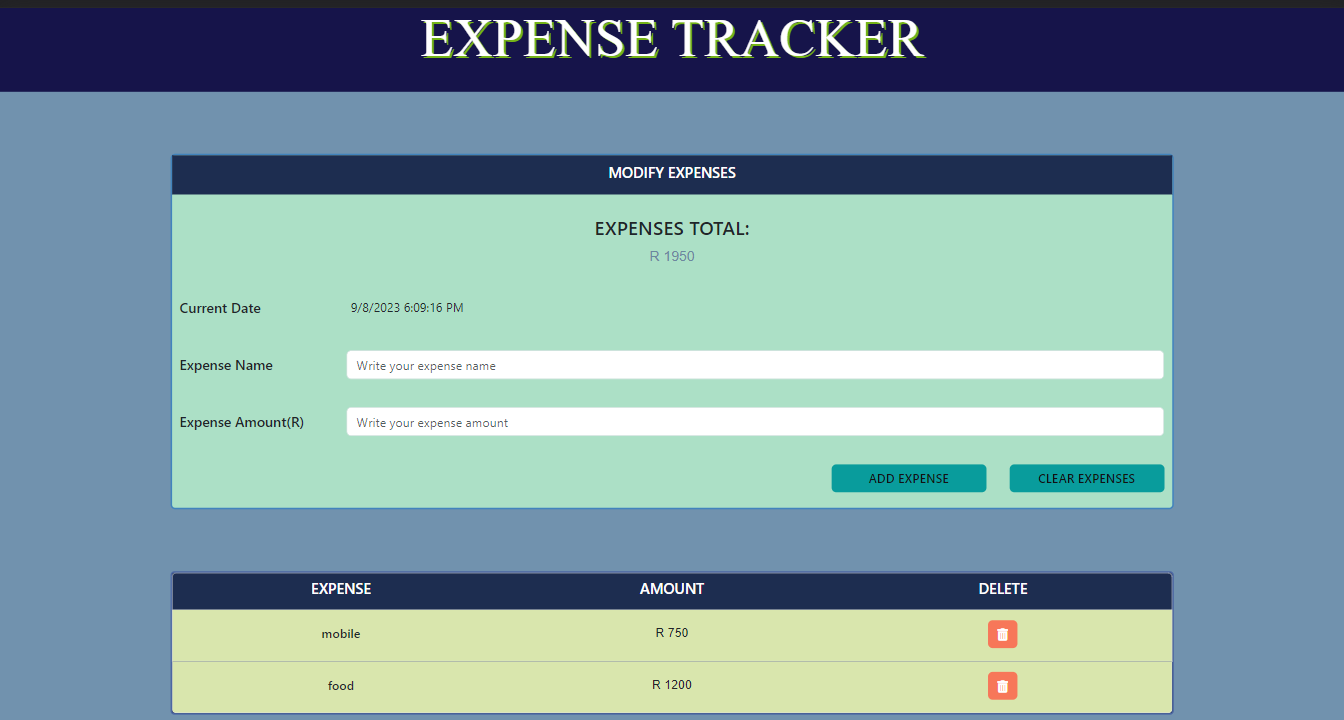 EXPENSE TRACKER
MODIFY EXPENSES
EXPENSES TOTAL:
R 1950
Current Date 9/8/2023 6:09:16 PM
Expense Name Write your expense name
Expense Amount(R) Write your expense amount
ADD EXPENSE CLEAR EXPENSES
EXPENSE AMOUNT DELETE
mobile R 750
food R 1200